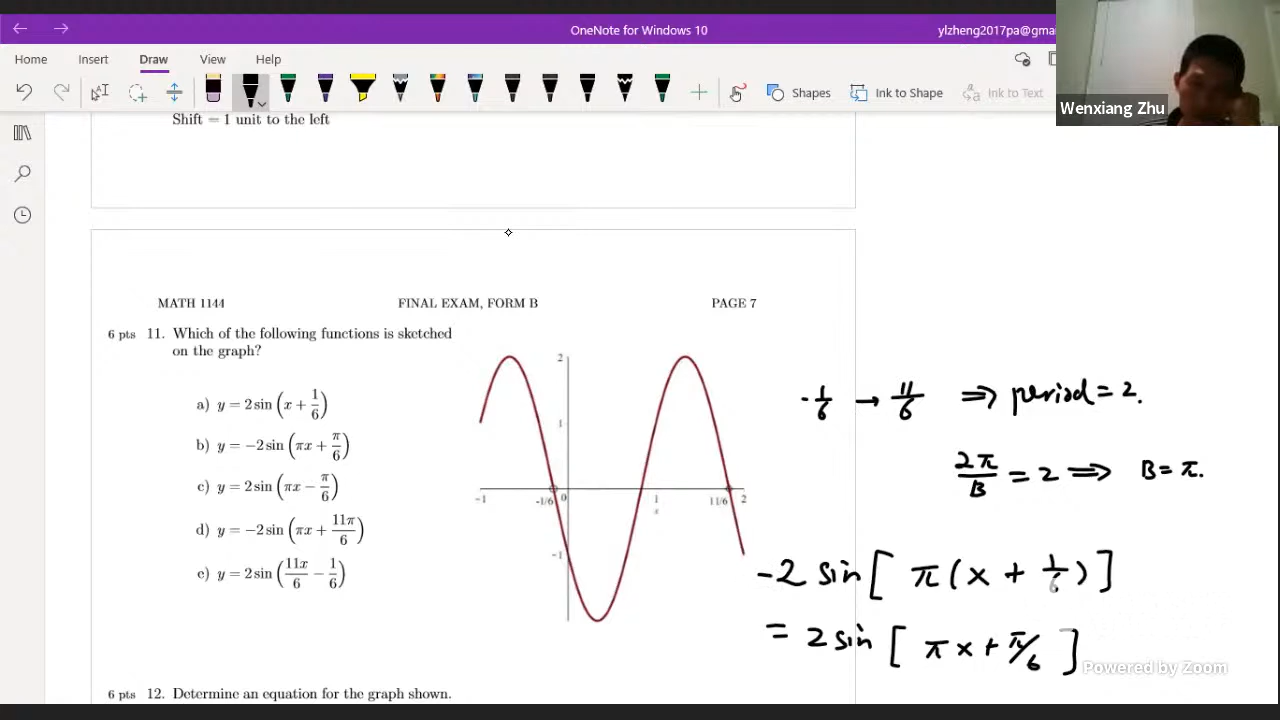 OneNote for Windows 10
ylzheng2017pa@gma
Home Insert Draw View Help
Shapes Ink to Shape Ink to Text
Wenxiang Zhu
Shift = 1 unit to the left
MATH 1144 FINAL EXAM, FORM B PAGE 7
6 pts 11. Which of the following functions is sketched
on the graph?
a) y = 2 sin (x + 1/6)
b) y = −2 sin (πx + π/6)
c) y = 2 sin (πx − π/6)
d) y = −2 sin (πx + 11π/6)
e) y = 2 sin (11x/6 − 1/6)
2
1
-1 -1/6 0 1 11/6 2
x
-1
-1/6 → 11/6 ⇒ period = 2.
2π/B = 2 ⇒ B = π.
-2 sin [ π(x + 1/6) ]
= 2 sin [ πx + π/6 ]
Powered by Zoom
6 pts 12. Determine an equation for the graph shown.